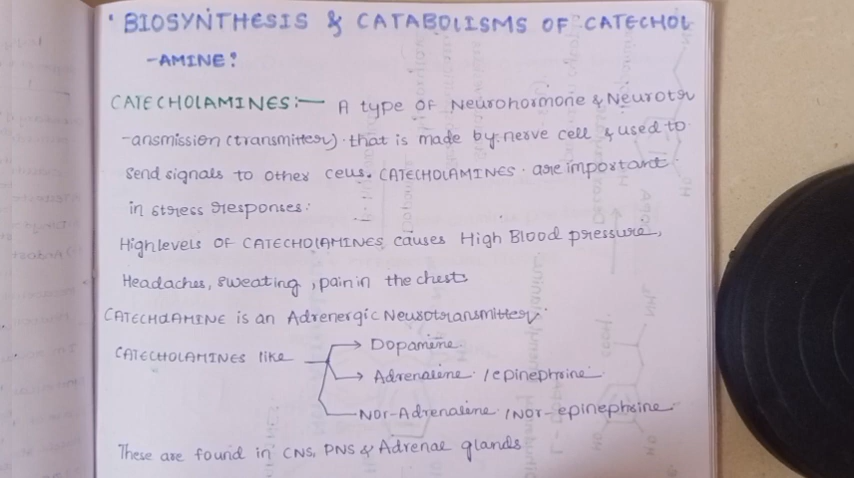 BIOSYNTHESIS & CATABOLISMS OF CATECHOL
-AMINE:
CATECHOLAMINES:— A type OF Neurohormone & Neurotr
-ansmission (transmitter) that is made by nerve cell & used to
send signals to other cells. CATECHOLAMINES are important
in stress responses.
High levels OF CATECHOLAMINES causes High Blood pressure,
Headaches, sweating, pain in the chests
CATECHOLAMINE is an Adrenergic Neurotransmitter.
CATECHOLAMINES like → Dopamine
→ Adrenaline / epinephrine
Nor-Adrenaline / Nor-epinephrine
These are found in CNS, PNS & Adrenal glands